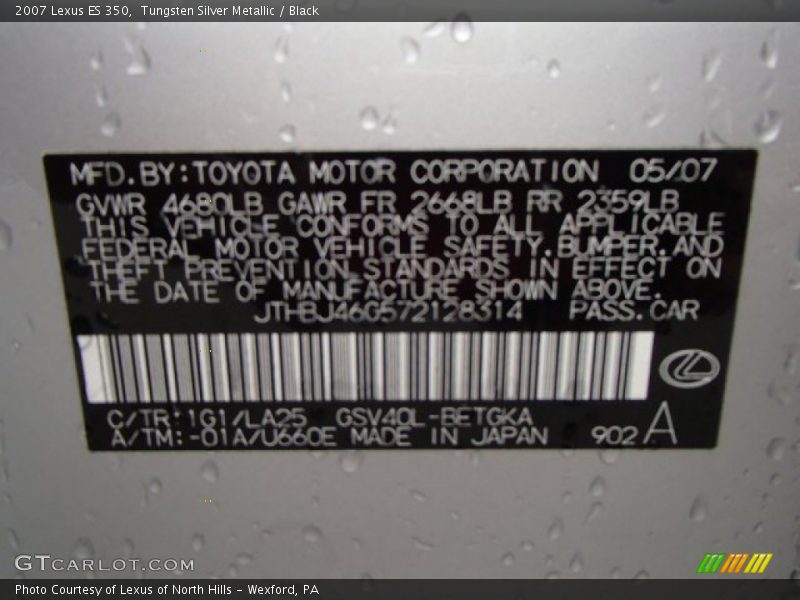 2007 Lexus ES 350, Tungsten Silver Metallic / Black
MFD.BY:TOYOTA MOTOR CORPORATION 05/07
GVWR 4680LB GAWR FR 2668LB RR 2359LB
THIS VEHICLE CONFORMS TO ALL APPLICABLE
FEDERAL MOTOR VEHICLE SAFETY,BUMPER,AND
THEFT PREVENTION STANDARDS IN EFFECT ON
THE DATE OF MANUFACTURE SHOWN ABOVE.
JTHBJ46G572128314 PASS.CAR
C/TR:1G1/LA25 GSV40L-BETGKA
A/TM:-01A/U660E MADE IN JAPAN 902 A
GTCARLOT.COM
Photo Courtesy of Lexus of North Hills - Wexford, PA